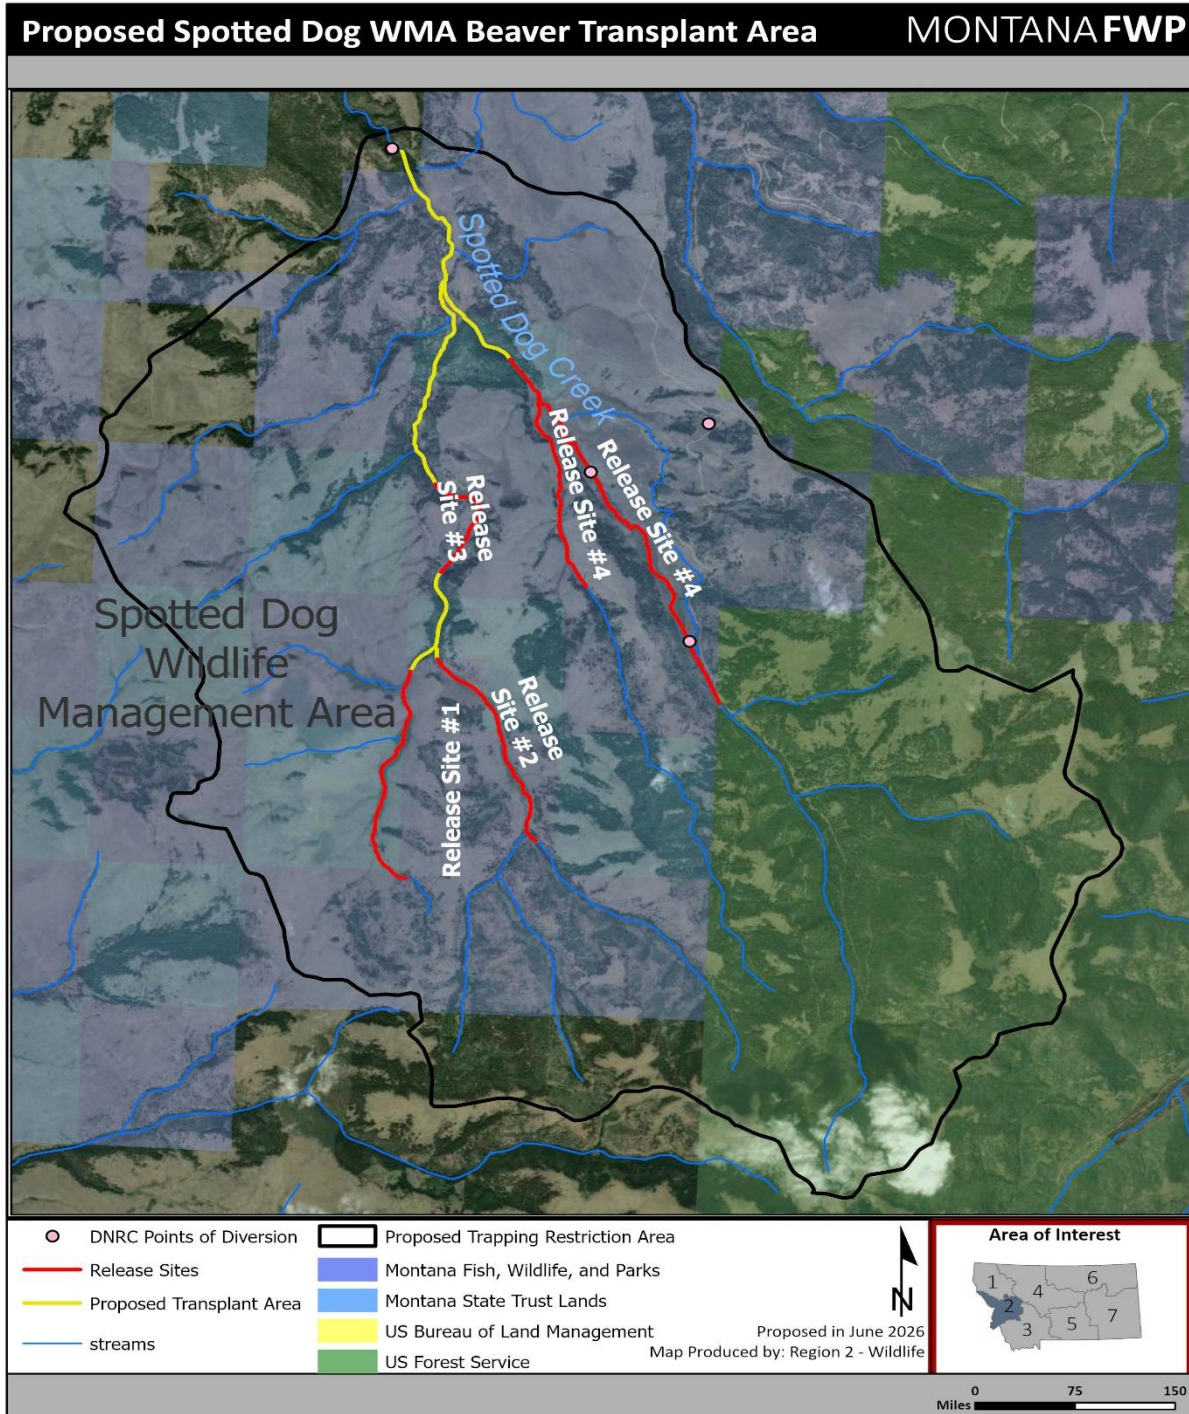 Proposed Spotted Dog WMA Beaver Transplant Area
MONTANA FWP
Spotted Dog Creek
Release Site #4
Release Site #4
Release
Site #3
Spotted Dog
Wildlife
Management Area
Release Site #1
Release
Site #2
DNRC Points of Diversion
Release Sites
Proposed Transplant Area
streams
Proposed Trapping Restriction Area
Montana Fish, Wildlife, and Parks
Montana State Trust Lands
US Bureau of Land Management
US Forest Service
N
Proposed in June 2026
Map Produced by: Region 2 - Wildlife
Area of Interest
1
2
3
4
5
6
7
0 75 150
Miles